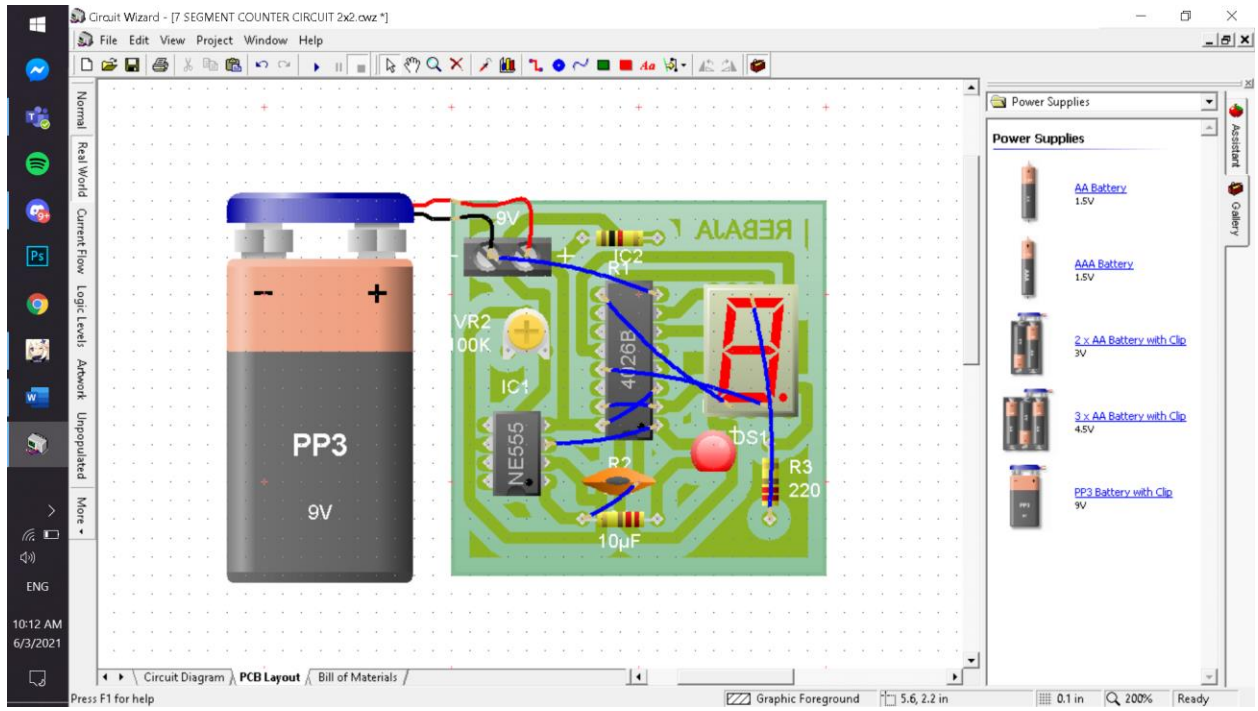 Circuit Wizard - [7 SEGMENT COUNTER CIRCUIT 2x2.cwz *]
File Edit View Project Window Help
Normal
Real World
Current Flow
Logic Levels
Artwork
Unpopulated
More
Power Supplies
Assistant
Gallery
Power Supplies
AA Battery
1.5V
AAA Battery
1.5V
2 x AA Battery with Clip
3V
3 x AA Battery with Clip
4.5V
PP3 Battery with Clip
9V
- +
PP3
9V
9V
- +
REBAJA
IC2
R1
VR2
100K
4026B
IC1
NE555
DS1
R2
R3
220
10µF
Ps
W
9+
ENG
10:12 AM
6/3/2021
Circuit Diagram PCB Layout Bill of Materials
Press F1 for help
Graphic Foreground 5.6, 2.2 in 0.1 in 200% Ready